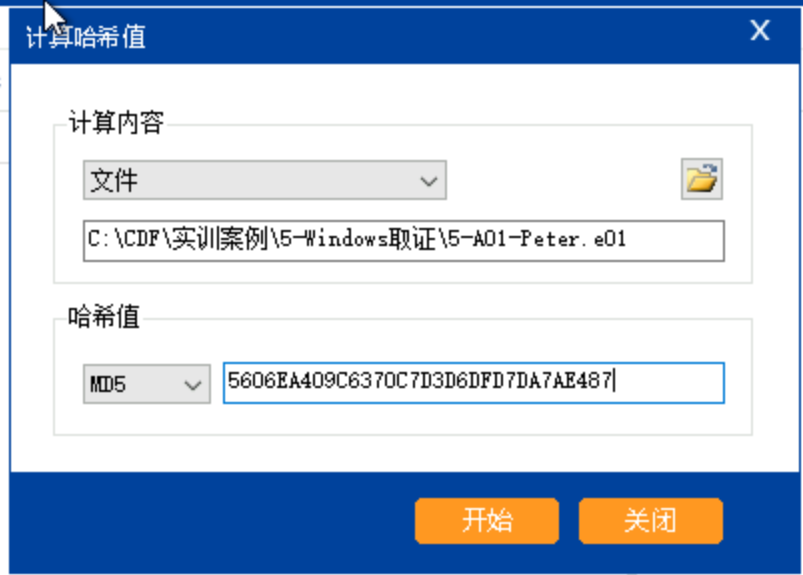 计算哈希值
X
计算内容
文件
C:\CDF\实训案例\5-Windows取证\5-A01-Peter.e01
哈希值
MD5
5606EA409C6370C7D3D6DFD7DA7AE487
开始
关闭